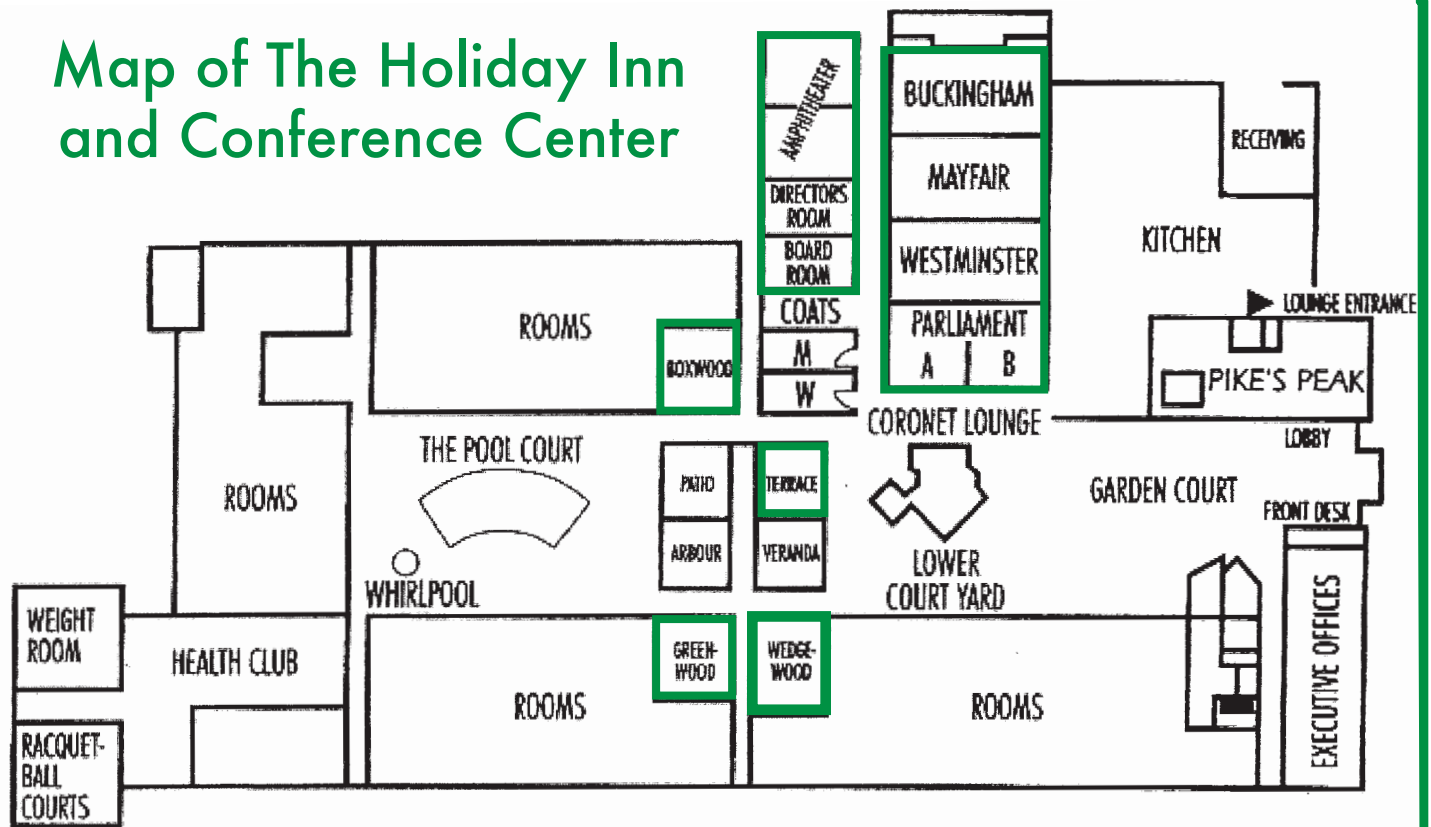 Map of The Holiday Inn
and Conference Center
AMPHITHEATER
DIRECTORS
ROOM
BOARD
ROOM
COATS
M
W
BUCKINGHAM
MAYFAIR
WESTMINSTER
PARLIAMENT
A B
RECEIVING
KITCHEN
LOUNGE ENTRANCE
PIKE'S PEAK
ROOMS
BOXWOOD
CORONET LOUNGE
LOBBY
THE POOL COURT
ROOMS
PATIO
TERRACE
GARDEN COURT
FRONT DESK
ARBOUR
VERANDA
LOWER
COURT YARD
WHIRLPOOL
WEIGHT
ROOM
HEALTH CLUB
GREEN-
WOOD
WEDGE-
WOOD
ROOMS
ROOMS
EXECUTIVE OFFICES
RACQUET-
BALL
COURTS